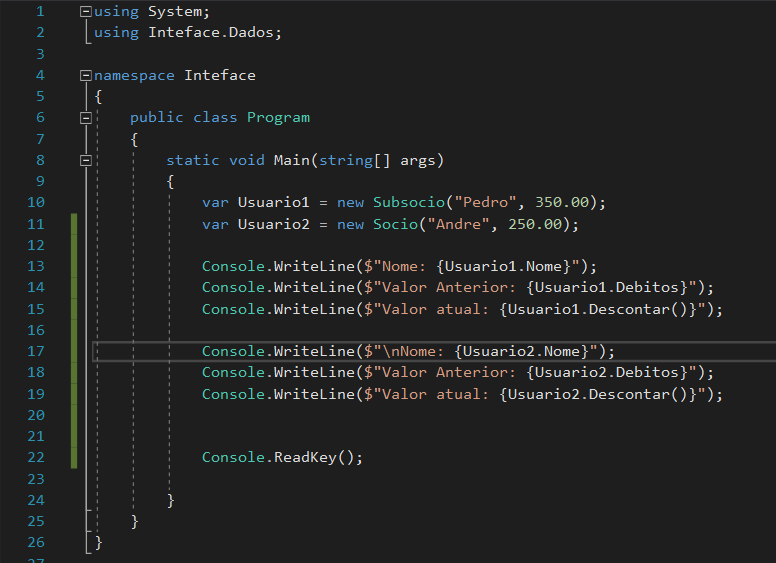 1 using System;
2 using Inteface.Dados;
3
4 namespace Inteface
5 {
6 public class Program
7 {
8 static void Main(string[] args)
9 {
10 var Usuario1 = new Subsocio("Pedro", 350.00);
11 var Usuario2 = new Socio("Andre", 250.00);
12
13 Console.WriteLine($"Nome: {Usuario1.Nome}");
14 Console.WriteLine($"Valor Anterior: {Usuario1.Debitos}");
15 Console.WriteLine($"Valor atual: {Usuario1.Descontar()}");
16
17 Console.WriteLine($"\nNome: {Usuario2.Nome}");
18 Console.WriteLine($"Valor Anterior: {Usuario2.Debitos}");
19 Console.WriteLine($"Valor atual: {Usuario2.Descontar()}");
20
21
22 Console.ReadKey();
23
24 }
25 }
26 }
27